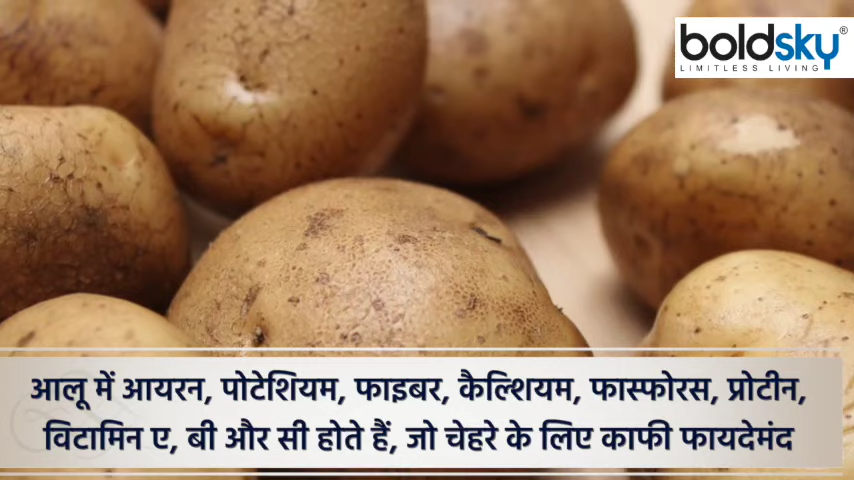 boldsky®
LIMITLESS LIVING
आलू में आयरन, पोटेशियम, फाइबर, कैल्शियम, फास्फोरस, प्रोटीन,
विटामिन ए, बी और सी होते हैं, जो चेहरे के लिए काफी फायदेमंद